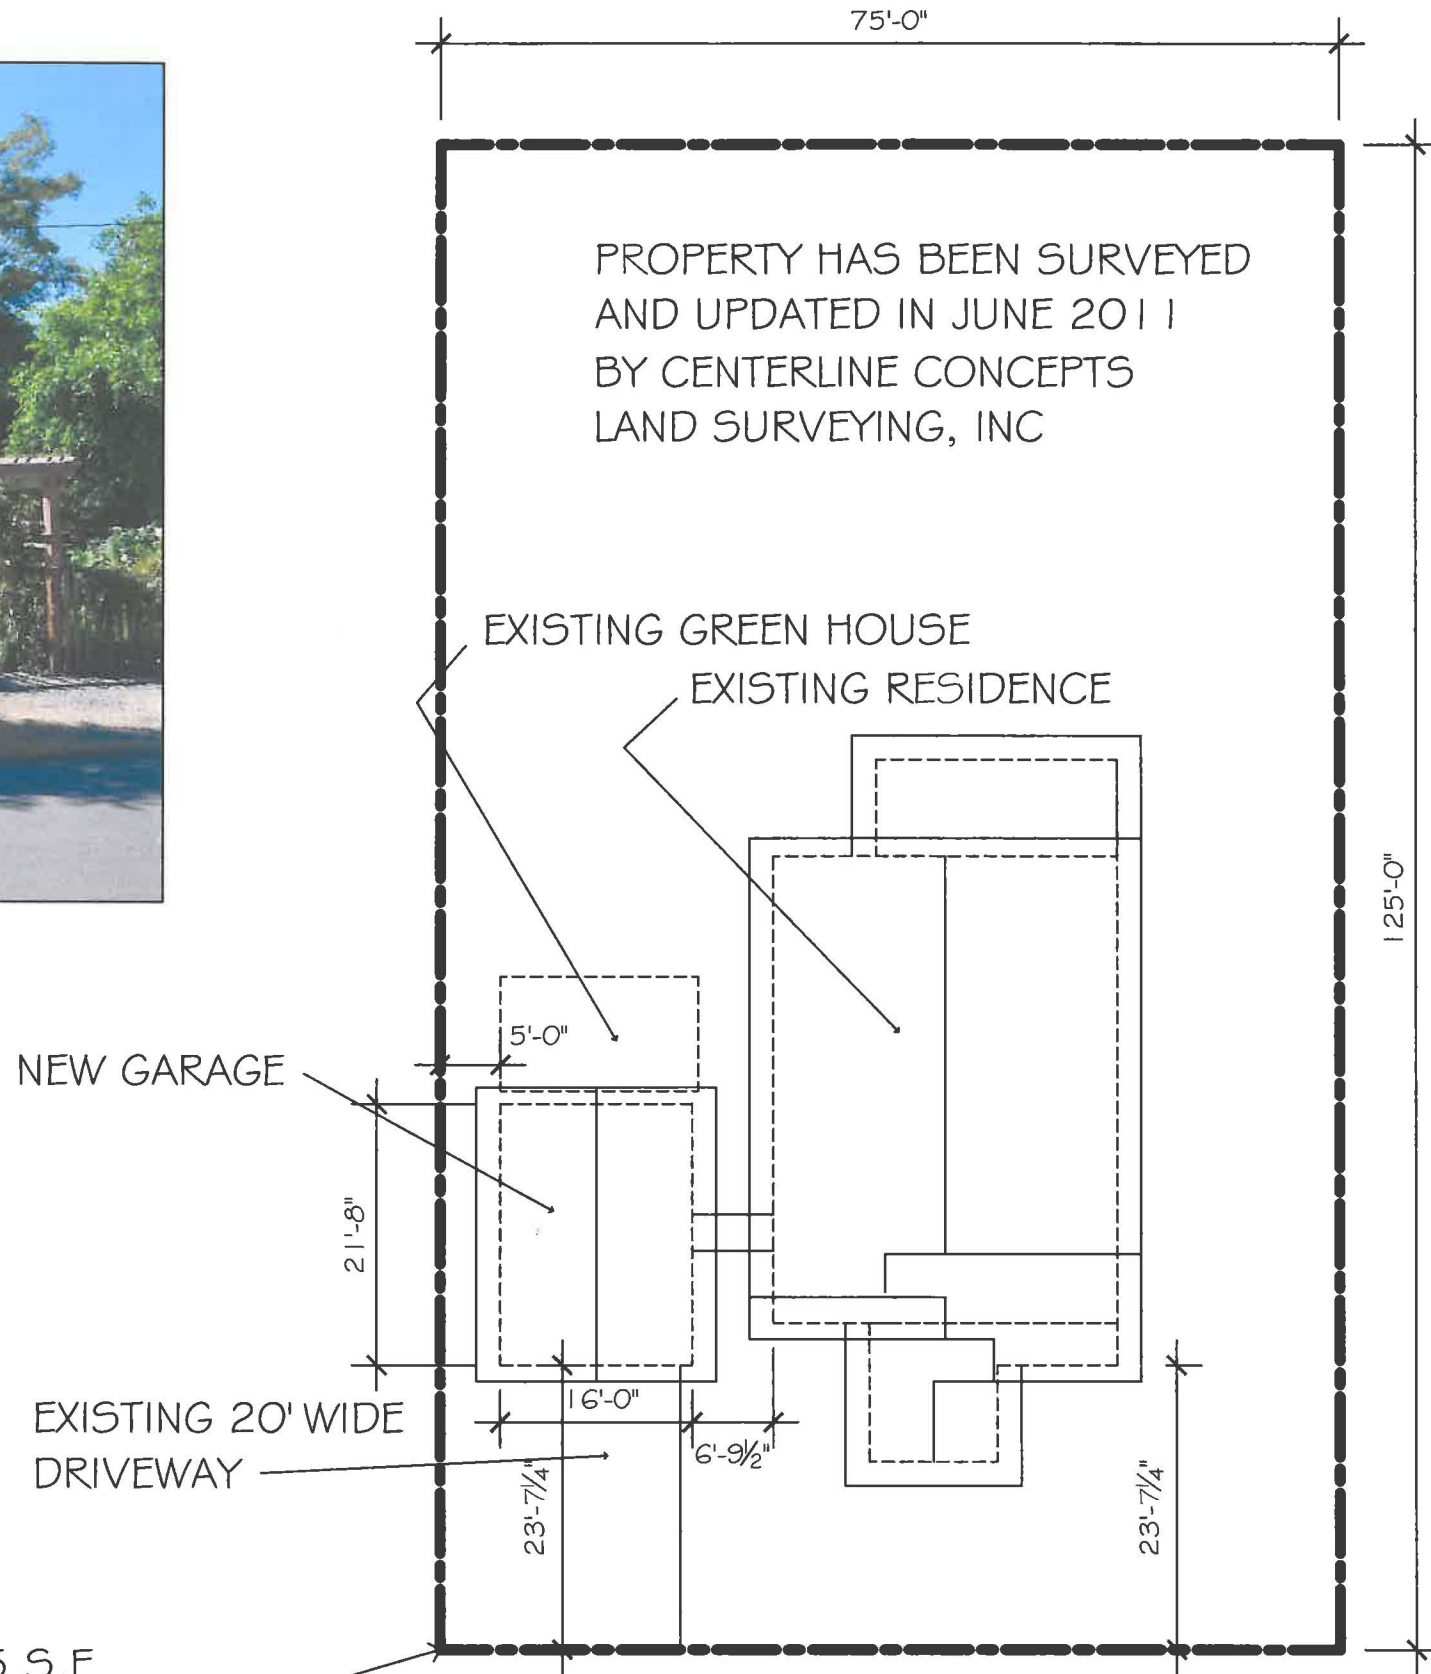 75'-0"
PROPERTY HAS BEEN SURVEYED
AND UPDATED IN JUNE 2011
BY CENTERLINE CONCEPTS
LAND SURVEYING, INC
EXISTING GREEN HOUSE
EXISTING RESIDENCE
125'-0"
5'-0"
NEW GARAGE
21'-8"
16'-0"
EXISTING 20' WIDE
DRIVEWAY
6'-9½"
23'-7¼"
23'-7¼"
S.F.